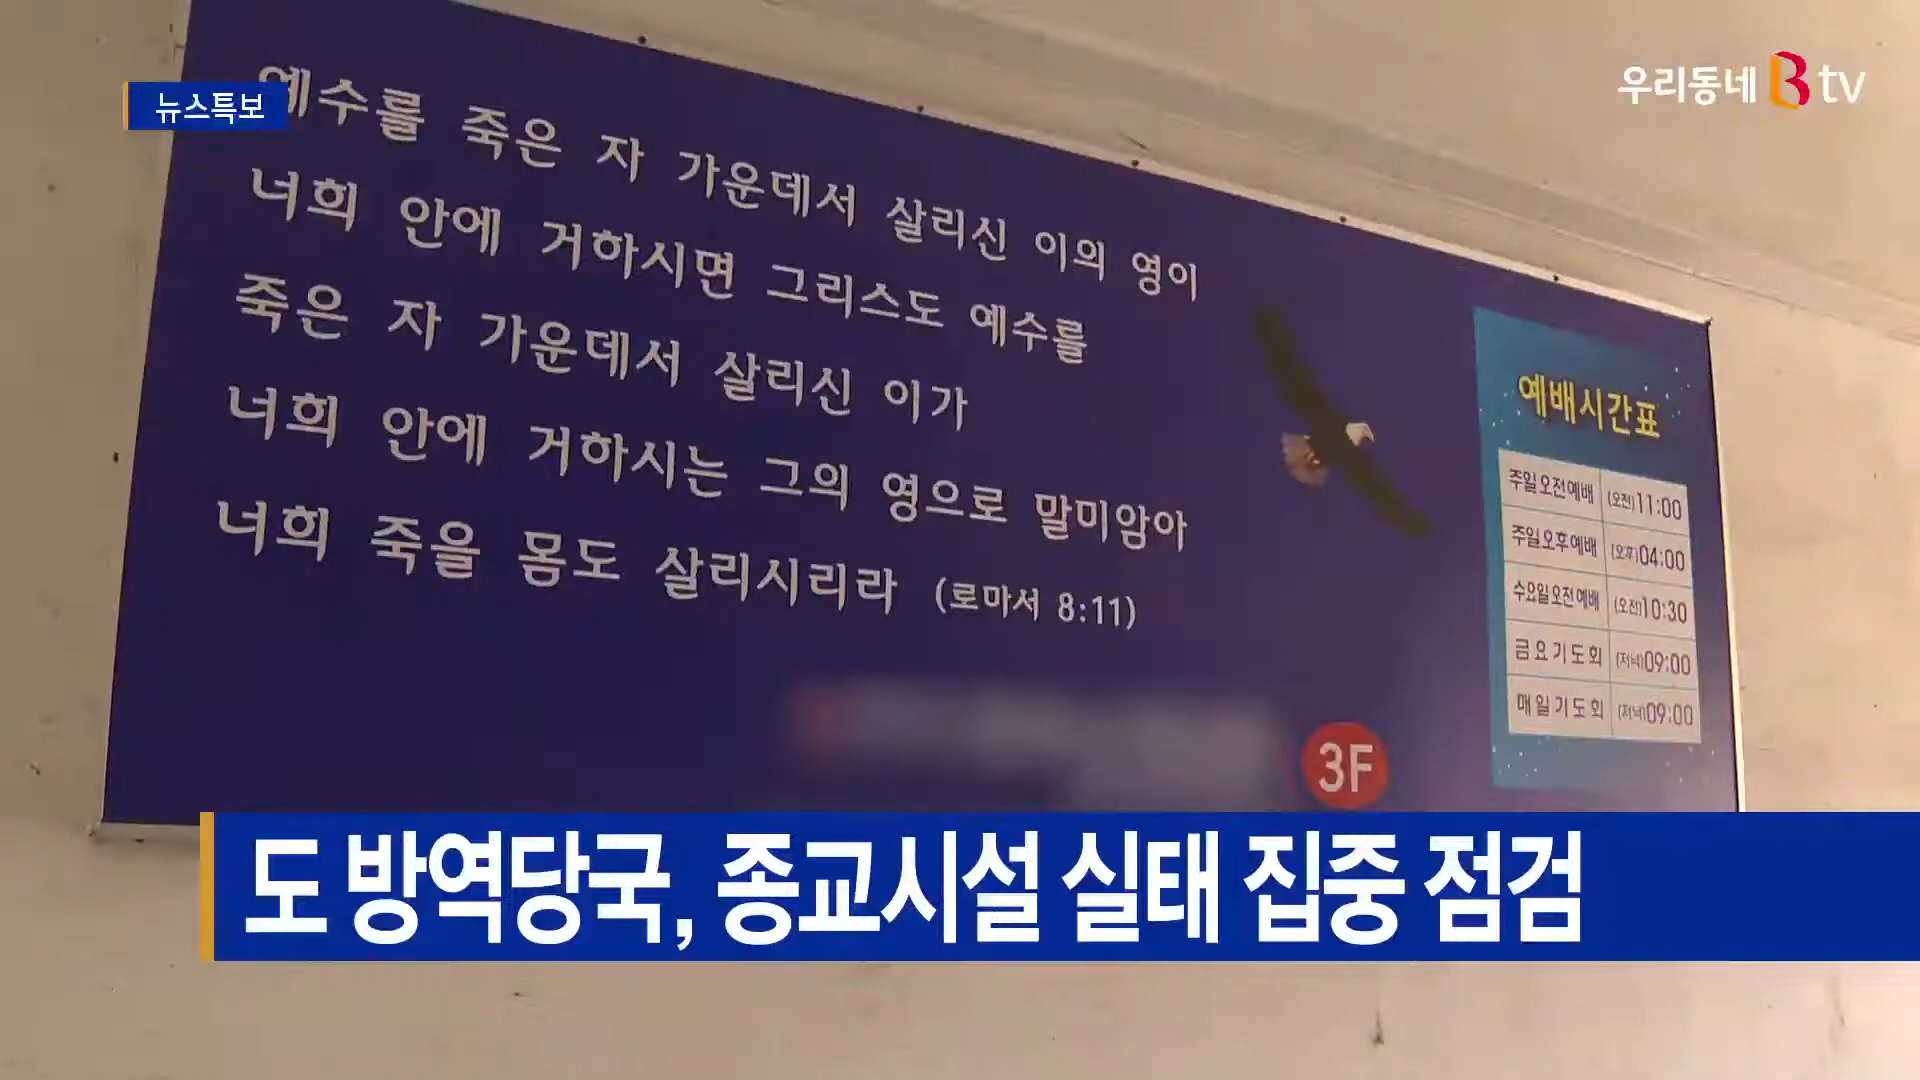 뉴스특보
우리동네 B tv
예수를 죽은 자 가운데서 살리신 이의 영이
너희 안에 거하시면 그리스도 예수를
죽은 자 가운데서 살리신 이가
너희 안에 거하시는 그의 영으로 말미암아
너희 죽을 몸도 살리시리라 (로마서 8:11)
예배시간표
주일오전예배 (오전)11:00
주일오후예배 (오후)04:00
수요일오전예배 (오전)10:30
금요기도회 (저녁)09:00
매일기도회 (저녁)09:00
3F
도 방역당국, 종교시설 실태 집중 점검